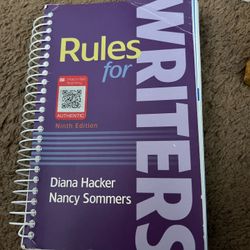 Rules
for
WRITERS
AUTHENTIC
Ninth Edition
Diana Hacker
Nancy Sommers